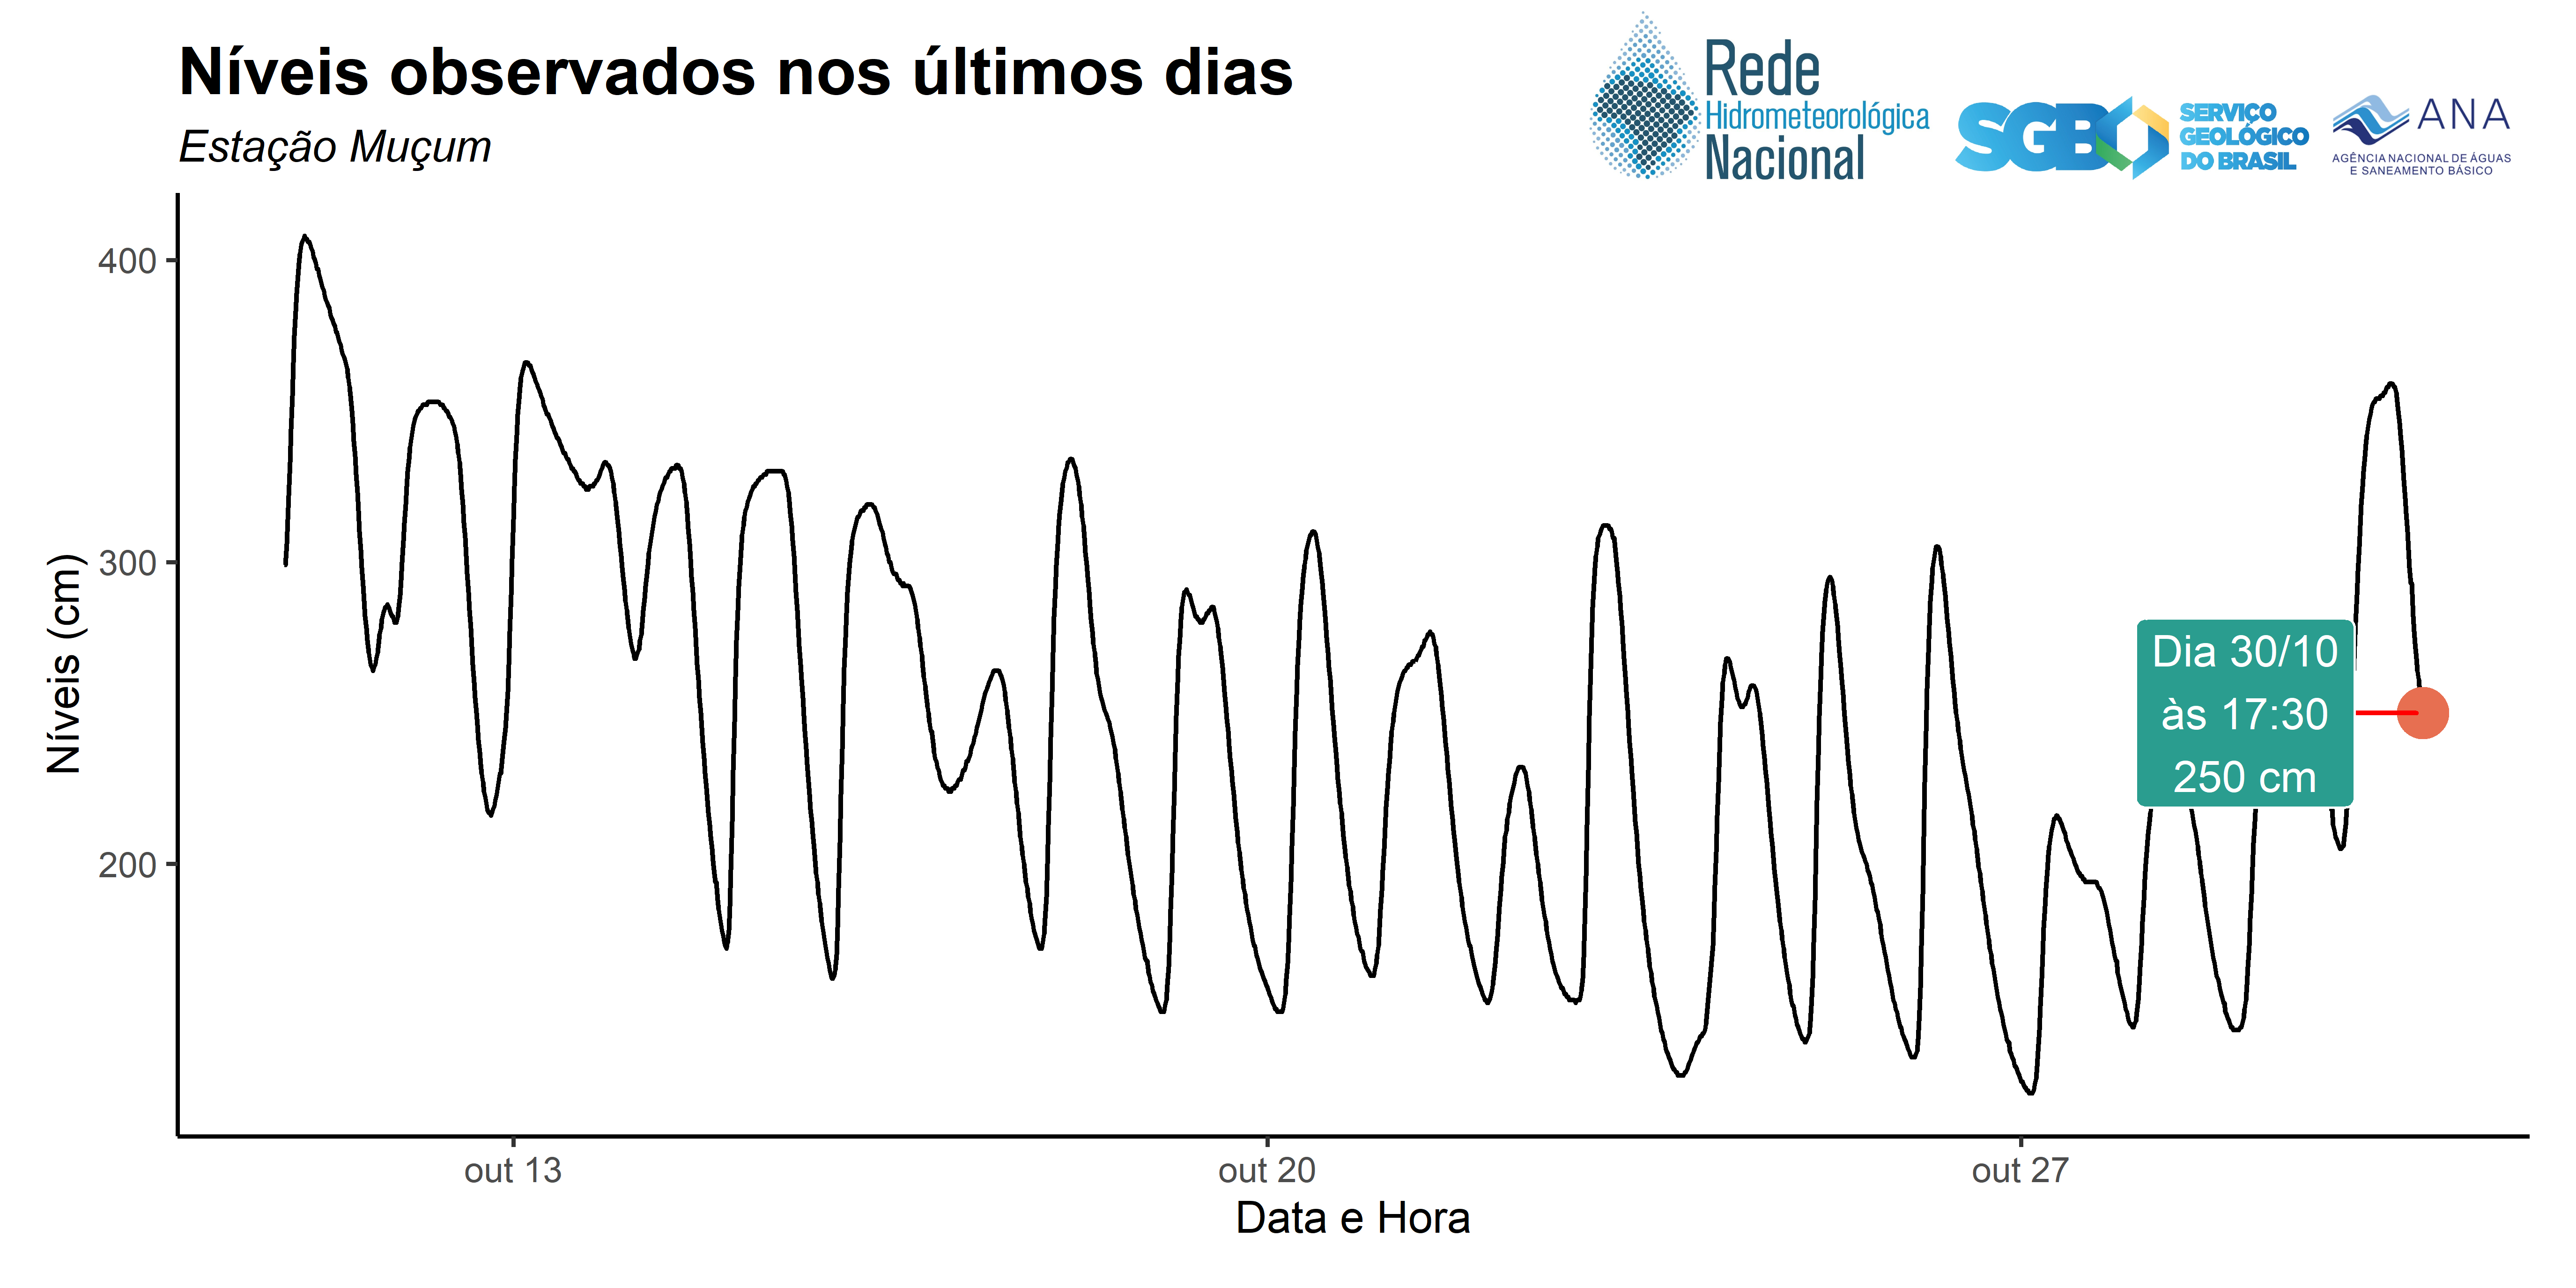 Níveis observados nos últimos dias
Estação Muçum
Rede
Hidrometeorológica
Nacional
SGB
SERVIÇO
GEOLÓGICO
DO BRASIL
ANA
AGÊNCIA NACIONAL DE ÁGUAS
E SANEAMENTO BÁSICO
Níveis (cm)
400
300
200
Dia 30/10
às 17:30
250 cm
out 13
out 20
out 27
Data e Hora